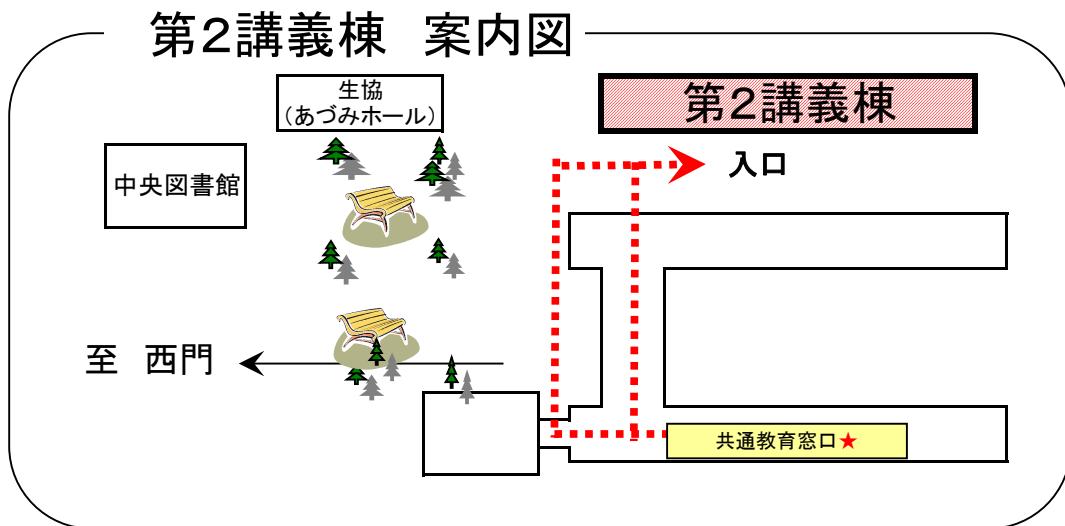 第2講義棟 案内図
生協
(あづみホール)
第2講義棟
中央図書館
入口
至 西門
共通教育窓口★